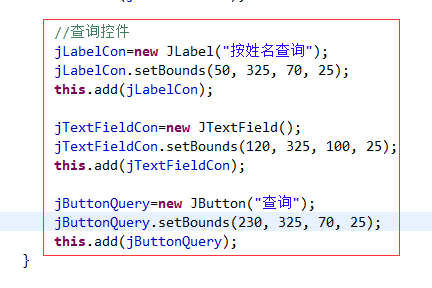 //查询控件
jLabelCon=new JLabel("按姓名查询");
jLabelCon.setBounds(50, 325, 70, 25);
this.add(jLabelCon);
jTextFieldCon=new JTextField();
jTextFieldCon.setBounds(120, 325, 100, 25);
this.add(jTextFieldCon);
jButtonQuery=new JButton("查询");
jButtonQuery.setBounds(230, 325, 70, 25);
this.add(jButtonQuery);
}